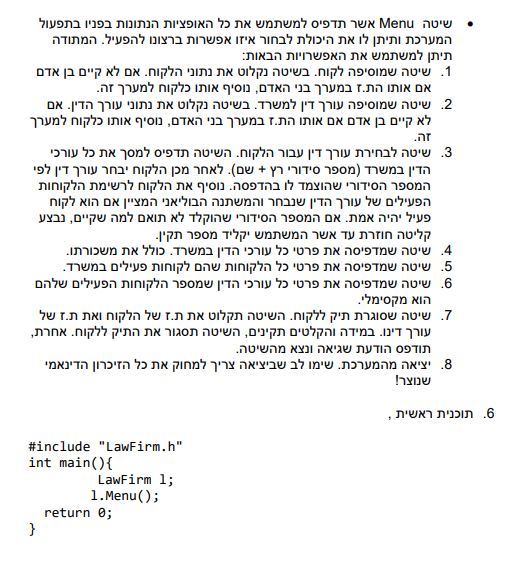 • שיטה Menu אשר תדפיס למשתמש את כל האופציות הנתונות בפניו בתפעול
המערכת ותיתן לו את היכולת לבחור איזו אפשרות ברצונו להפעיל. המתודה
תיתן למשתמש את האפשרויות הבאות:
1. שיטה שמוסיפה לקוח. בשיטה נקלוט את נתוני הלקוח. אם לא קיים בן אדם
אם אותו הת.ז במערך בני האדם, נוסיף אותו כלקוח למערך זה.
2. שיטה שמוסיפה עורך דין למשרד. בשיטה נקלוט את נתוני עורך הדין. אם
לא קיים בן אדם אם אותו הת.ז במערך בני האדם, נוסיף אותו כלקוח למערך
זה.
3. שיטה לבחירת עורך דין עבור הלקוח. השיטה תדפיס למסך את כל עורכי
הדין במשרד (מספר סידורי רץ + שם). לאחר מכן הלקוח יבחר עורך דין לפי
המספר הסידורי שהוצמד לו בהדפסה. נוסיף את הלקוח לרשימת הלקוחות
הפעילים של עורך הדין שנבחר והמשתנה הבוליאני המציין אם הוא לקוח
פעיל יהיה אמת. אם המספר הסידורי שהוקלד לא תואם למה שקיים, נבצע
קליטה חוזרת עד אשר המשתמש יקליד מספר תקין.
4. שיטה שמדפיסה את פרטי כל עורכי הדין במשרד. כולל את משכורתו.
5. שיטה שמדפיסה את פרטי כל הלקוחות שהם לקוחות פעילים במשרד.
6. שיטה שמדפיסה את פרטי כל עורכי הדין שמספר הלקוחות הפעילים שלהם
הוא מקסימלי.
7. שיטה שסוגרת תיק ללקוח. השיטה תקלוט את ת.ז של הלקוח ואת ת.ז של
עורך דינו. במידה והקלטים תקינים, השיטה תסגור את התיק ללקוח. אחרת,
תודפס הודעת שגיאה ונצא מהשיטה.
8. יציאה מהמערכת. שימו לב שביציאה צריך למחוק את כל הזיכרון הדינאמי
שנוצר!
6. תוכנית ראשית ,
#include "LawFirm.h"
int main(){
LawFirm l;
l.Menu();
return 0;
}